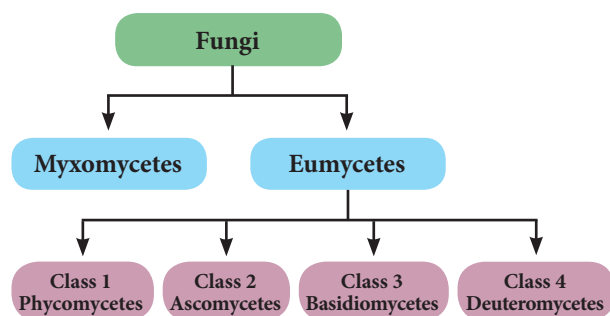 Fungi
Myxomycetes
Eumycetes
Class 1
Phycomycetes
Class 2
Ascomycetes
Class 3
Basidiomycetes
Class 4
Deuteromycetes